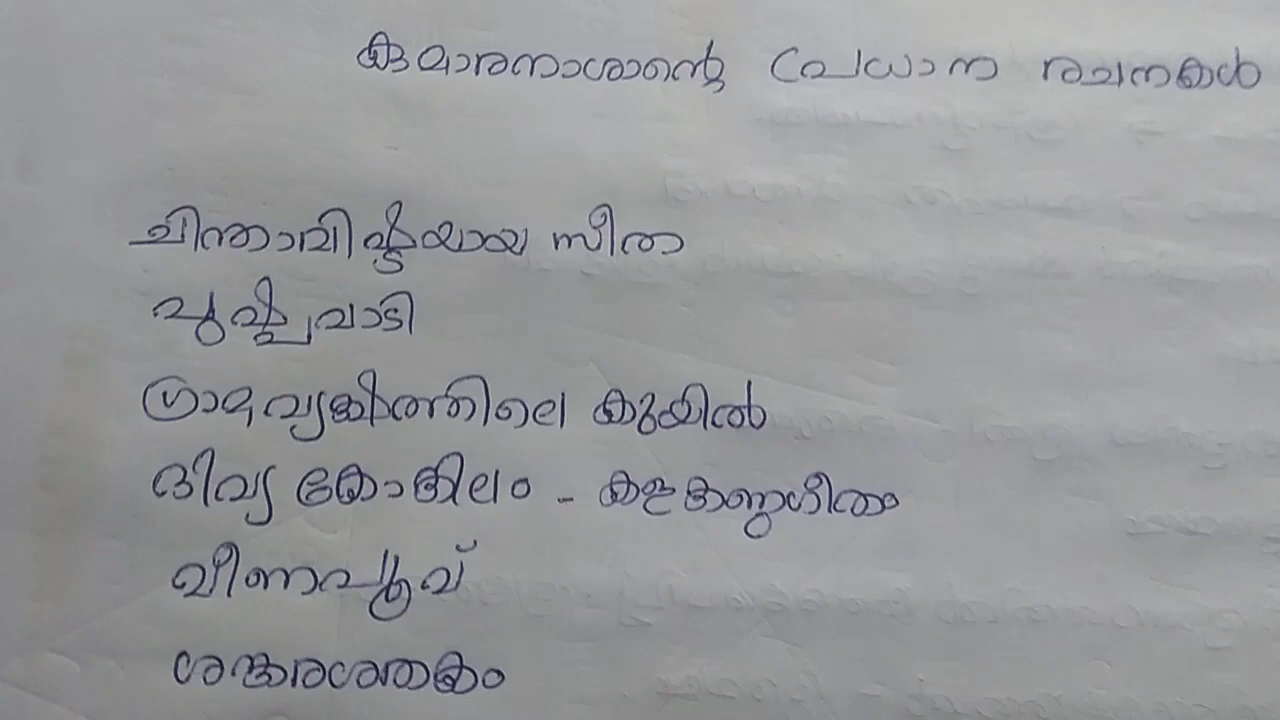 കുമാരനാശാന്റെ പ്രധാന രചനകൾ
ചിന്താവിഷ്ടയായ സീത
പുഷ്പവാടി
ഗ്രാമവൃക്ഷത്തിലെ കുയിൽ
ദിവ്യ കോകിലം - കളകണ്ഠഗീതം
വീണപൂവ്
ശങ്കരശതകം